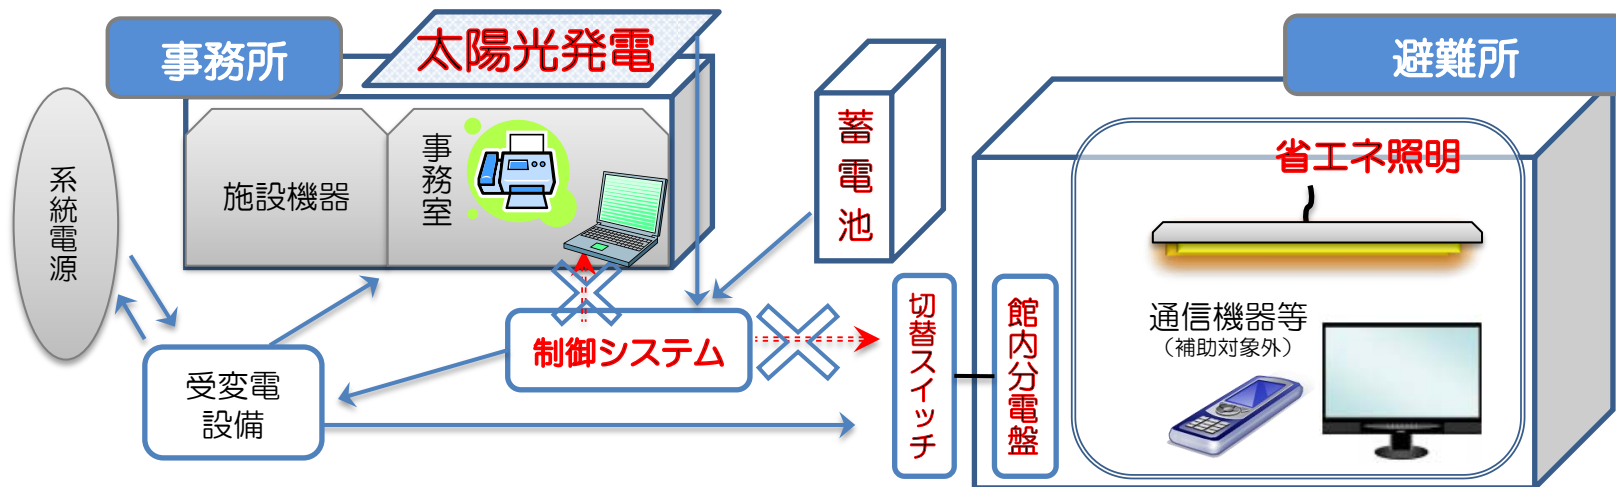 事務所
太陽光発電
避難所
系統電源
施設機器
事務室
蓄電池
省エネ照明
制御システム
切替スイッチ
館内分電盤
通信機器等
（補助対象外）
受変電
設備